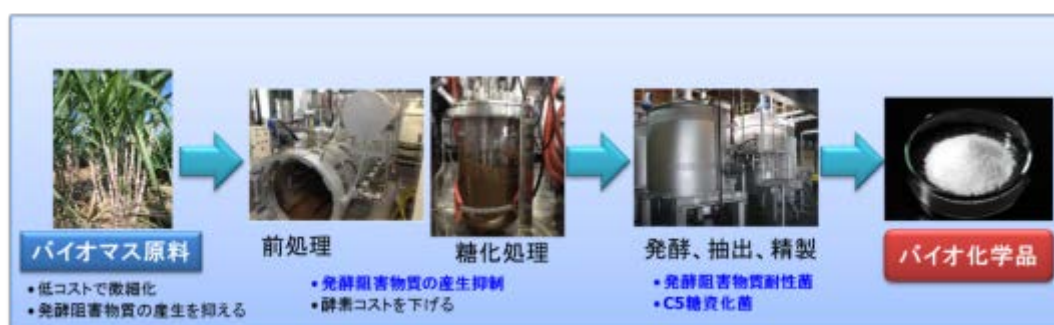 バイオマス原料
・低コストで微細化
・発酵阻害物質の産生を抑える
前処理
糖化処理
・発酵阻害物質の産生抑制
・酵素コストを下げる
発酵、抽出、精製
・発酵阻害物質耐性菌
・C5糖資化菌
バイオ化学品